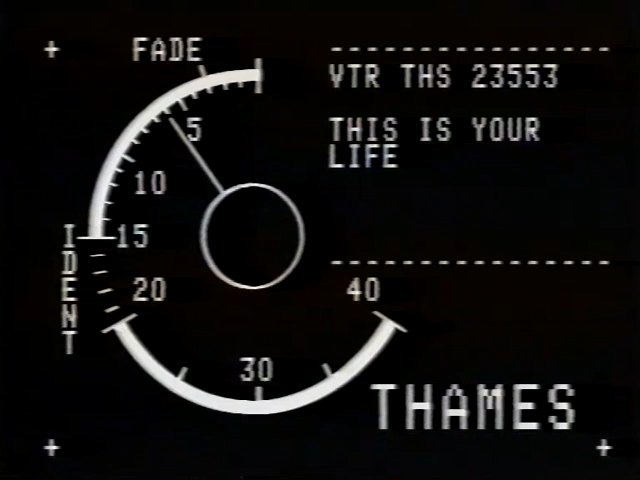 FADE
VTR THS 23553
THIS IS YOUR
LIFE
5
10
15
IDENT
20
40
30
THAMES